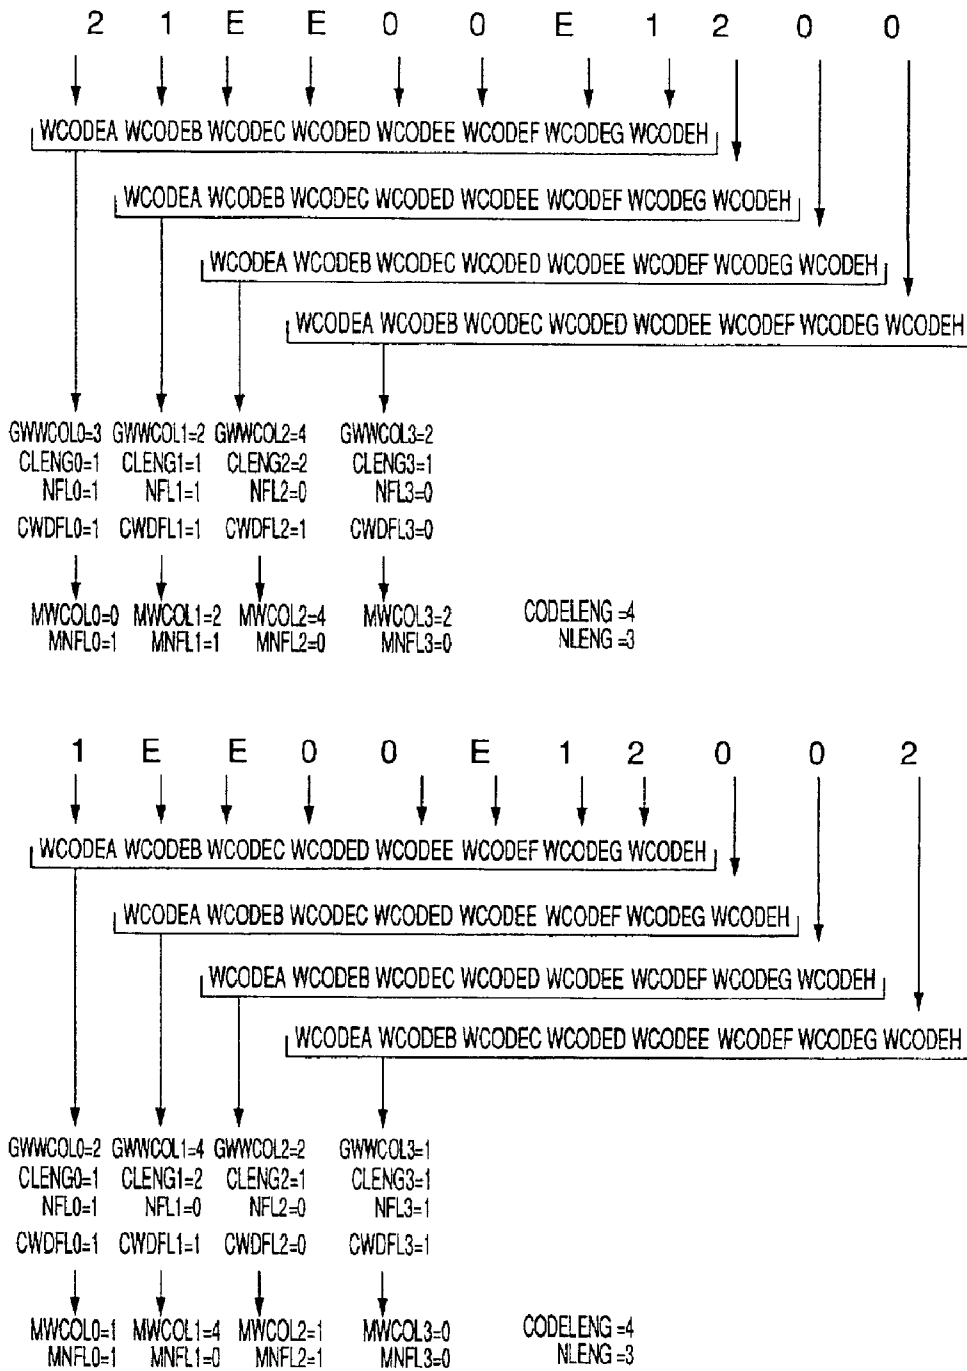 2 1 E E 0 0 E 1 2 0 0
WCODEA WCODEB WCODEC WCODED WCODEE WCODEF WCODEG WCODEH
WCODEA WCODEB WCODEC WCODED WCODEE WCODEF WCODEG WCODEH
WCODEA WCODEB WCODEC WCODED WCODEE WCODEF WCODEG WCODEH
WCODEA WCODEB WCODEC WCODED WCODEE WCODEF WCODEG WCODEH
GWWCOL0=3 GWWCOL1=2 GWWCOL2=4 GWWCOL3=2
CLENG0=1 CLENG1=1 CLENG2=2 CLENG3=1
NFL0=1 NFL1=1 NFL2=0 NFL3=0
CWDFL0=1 CWDFL1=1 CWDFL2=1 CWDFL3=0
MWCOL0=0 MWCOL1=2 MWCOL2=4 MWCOL3=2 CODELENG =4
MNFL0=1 MNFL1=1 MNFL2=0 MNFL3=0 NLENG =3
1 E E 0 0 E 1 2 0 0 2
WCODEA WCODEB WCODEC WCODED WCODEE WCODEF WCODEG WCODEH
WCODEA WCODEB WCODEC WCODED WCODEE WCODEF WCODEG WCODEH
WCODEA WCODEB WCODEC WCODED WCODEE WCODEF WCODEG WCODEH
WCODEA WCODEB WCODEC WCODED WCODEE WCODEF WCODEG WCODEH
GWWCOL0=2 GWWCOL1=4 GWWCOL2=2 GWWCOL3=1
CLENG0=1 CLENG1=2 CLENG2=1 CLENG3=1
NFL0=1 NFL1=0 NFL2=0 NFL3=1
CWDFL0=1 CWDFL1=1 CWDFL2=0 CWDFL3=1
MWCOL0=1 MWCOL1=4 MWCOL2=1 MWCOL3=0 CODELENG =4
MNFL0=1 MNFL1=0 MNFL2=1 MNFL3=0 NLENG =3